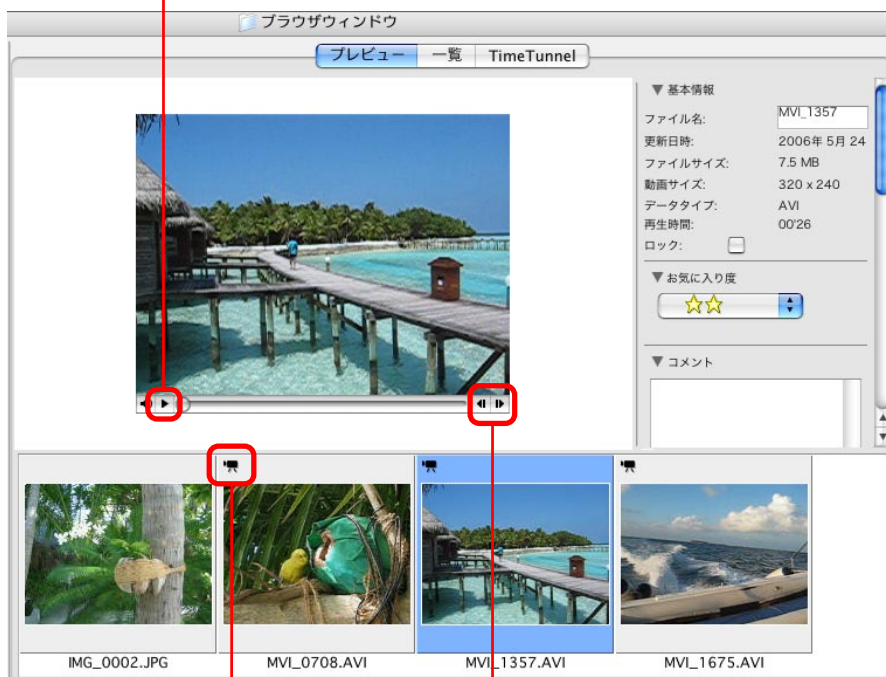 ブラウザウィンドウ
プレビュー 一覧 TimeTunnel
▼ 基本情報
ファイル名: MVI_1357
更新日時: 2006年 5月 24
ファイルサイズ: 7.5 MB
動画サイズ: 320 x 240
データタイプ: AVI
再生時間: 00'26
ロック:
▼ お気に入り度
▼ コメント
IMG_0002.JPG MVI_0708.AVI MVI_1357.AVI MVI_1675.AVI